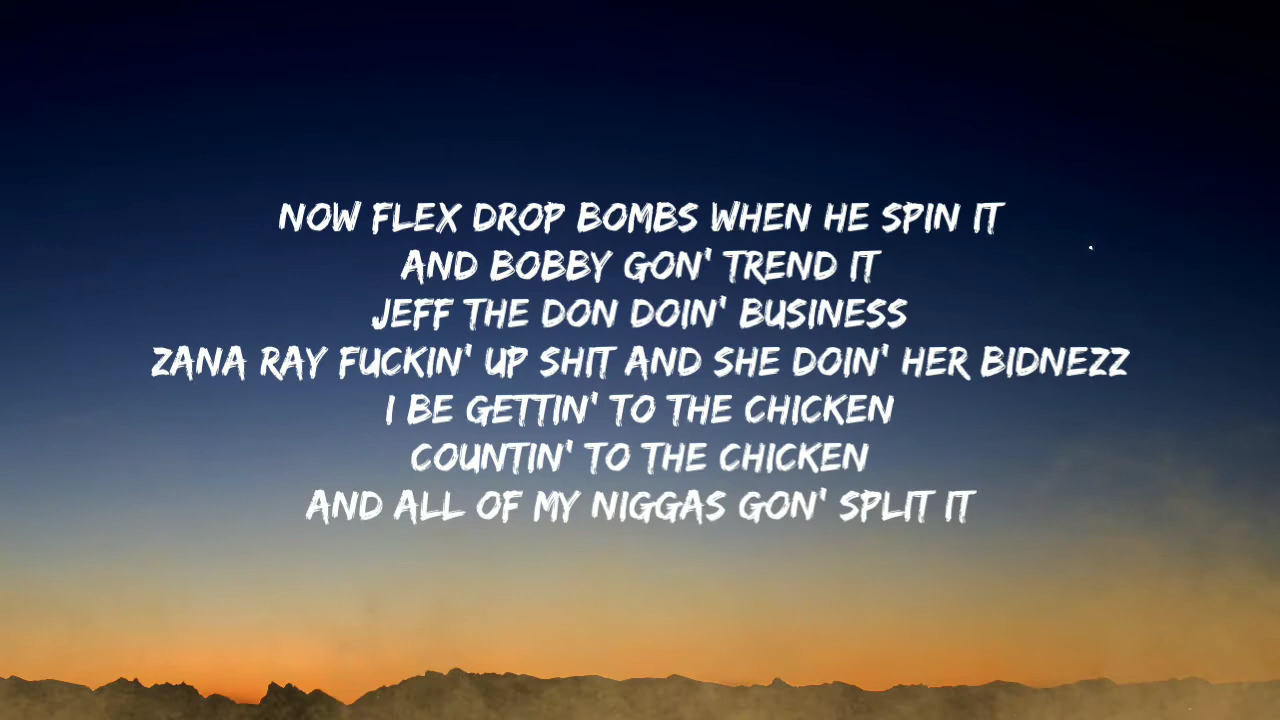 NOW FLEX DROP BOMBS WHEN HE SPIN IT
AND BOBBY GON' TREND IT
JEFF THE DON DOIN' BUSINESS
ZANA RAY FUCKIN' UP SHIT AND SHE DOIN' HER BIDNEZZ
I BE GETTIN' TO THE CHICKEN
COUNTIN' TO THE CHICKEN
AND ALL OF MY NIGGAS GON' SPLIT IT